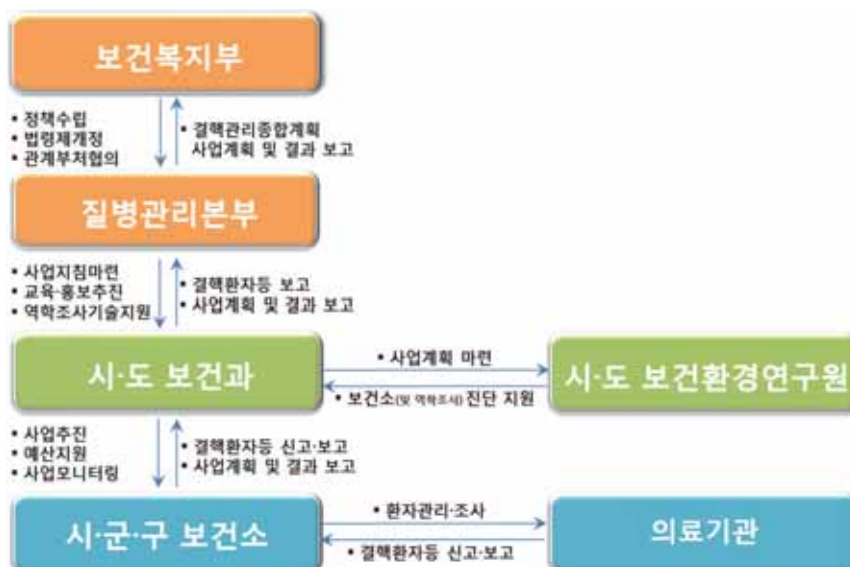 보건복지부
• 정책수립
• 법령제개정
• 관계부처협의
• 결핵관리종합계획
사업계획 및 결과 보고
질병관리본부
• 사업지침마련
• 교육·홍보추진
• 역학조사기술지원
• 결핵환자등 보고
• 사업계획 및 결과 보고
시·도 보건과
• 사업계획 마련
• 보건소(및 역학조사) 진단 지원
시·도 보건환경연구원
• 사업추진
• 예산지원
• 사업모니터링
• 결핵환자등 신고·보고
• 사업계획 및 결과 보고
시·군·구 보건소
• 환자관리·조사
• 결핵환자등 신고·보고
의료기관